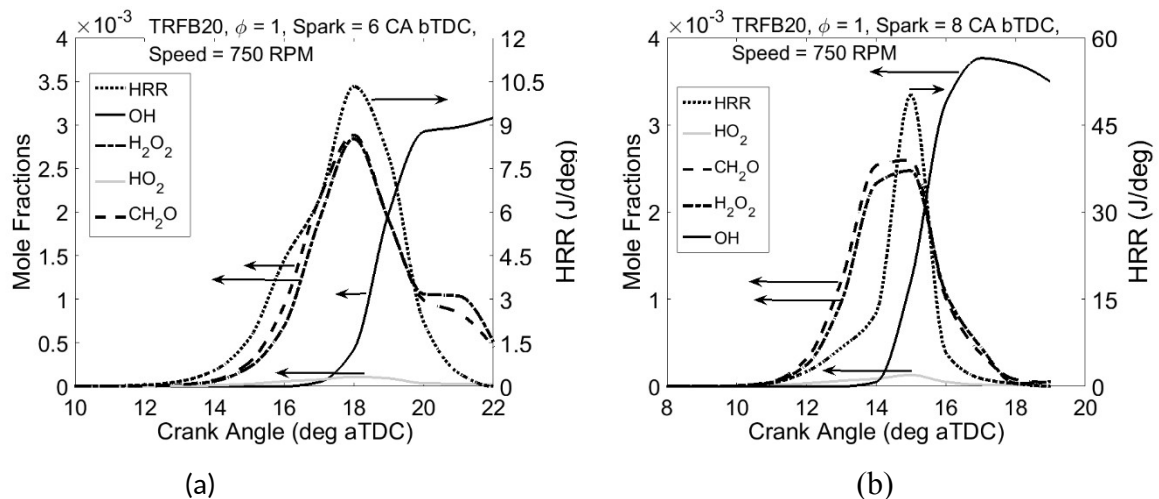 TRFB20, ϕ = 1, Spark = 6 CA bTDC,
Speed = 750 RPM
× 10⁻³
4
3.5
3
2.5
2
1.5
1
0.5
0
Mole Fractions
HRR
OH
H₂O₂
HO₂
CH₂O
12
10.5
9
7.5
6
4.5
3
1.5
0
HRR (J/deg)
10 12 14 16 18 20 22
Crank Angle (deg aTDC)
(a)
TRFB20, ϕ = 1, Spark = 8 CA bTDC,
Speed = 750 RPM
× 10⁻³
4
3
2
1
0
Mole Fractions
HRR
HO₂
CH₂O
H₂O₂
OH
60
45
30
15
0
HRR (J/deg)
8 10 12 14 16 18 20
Crank Angle (deg aTDC)
(b)